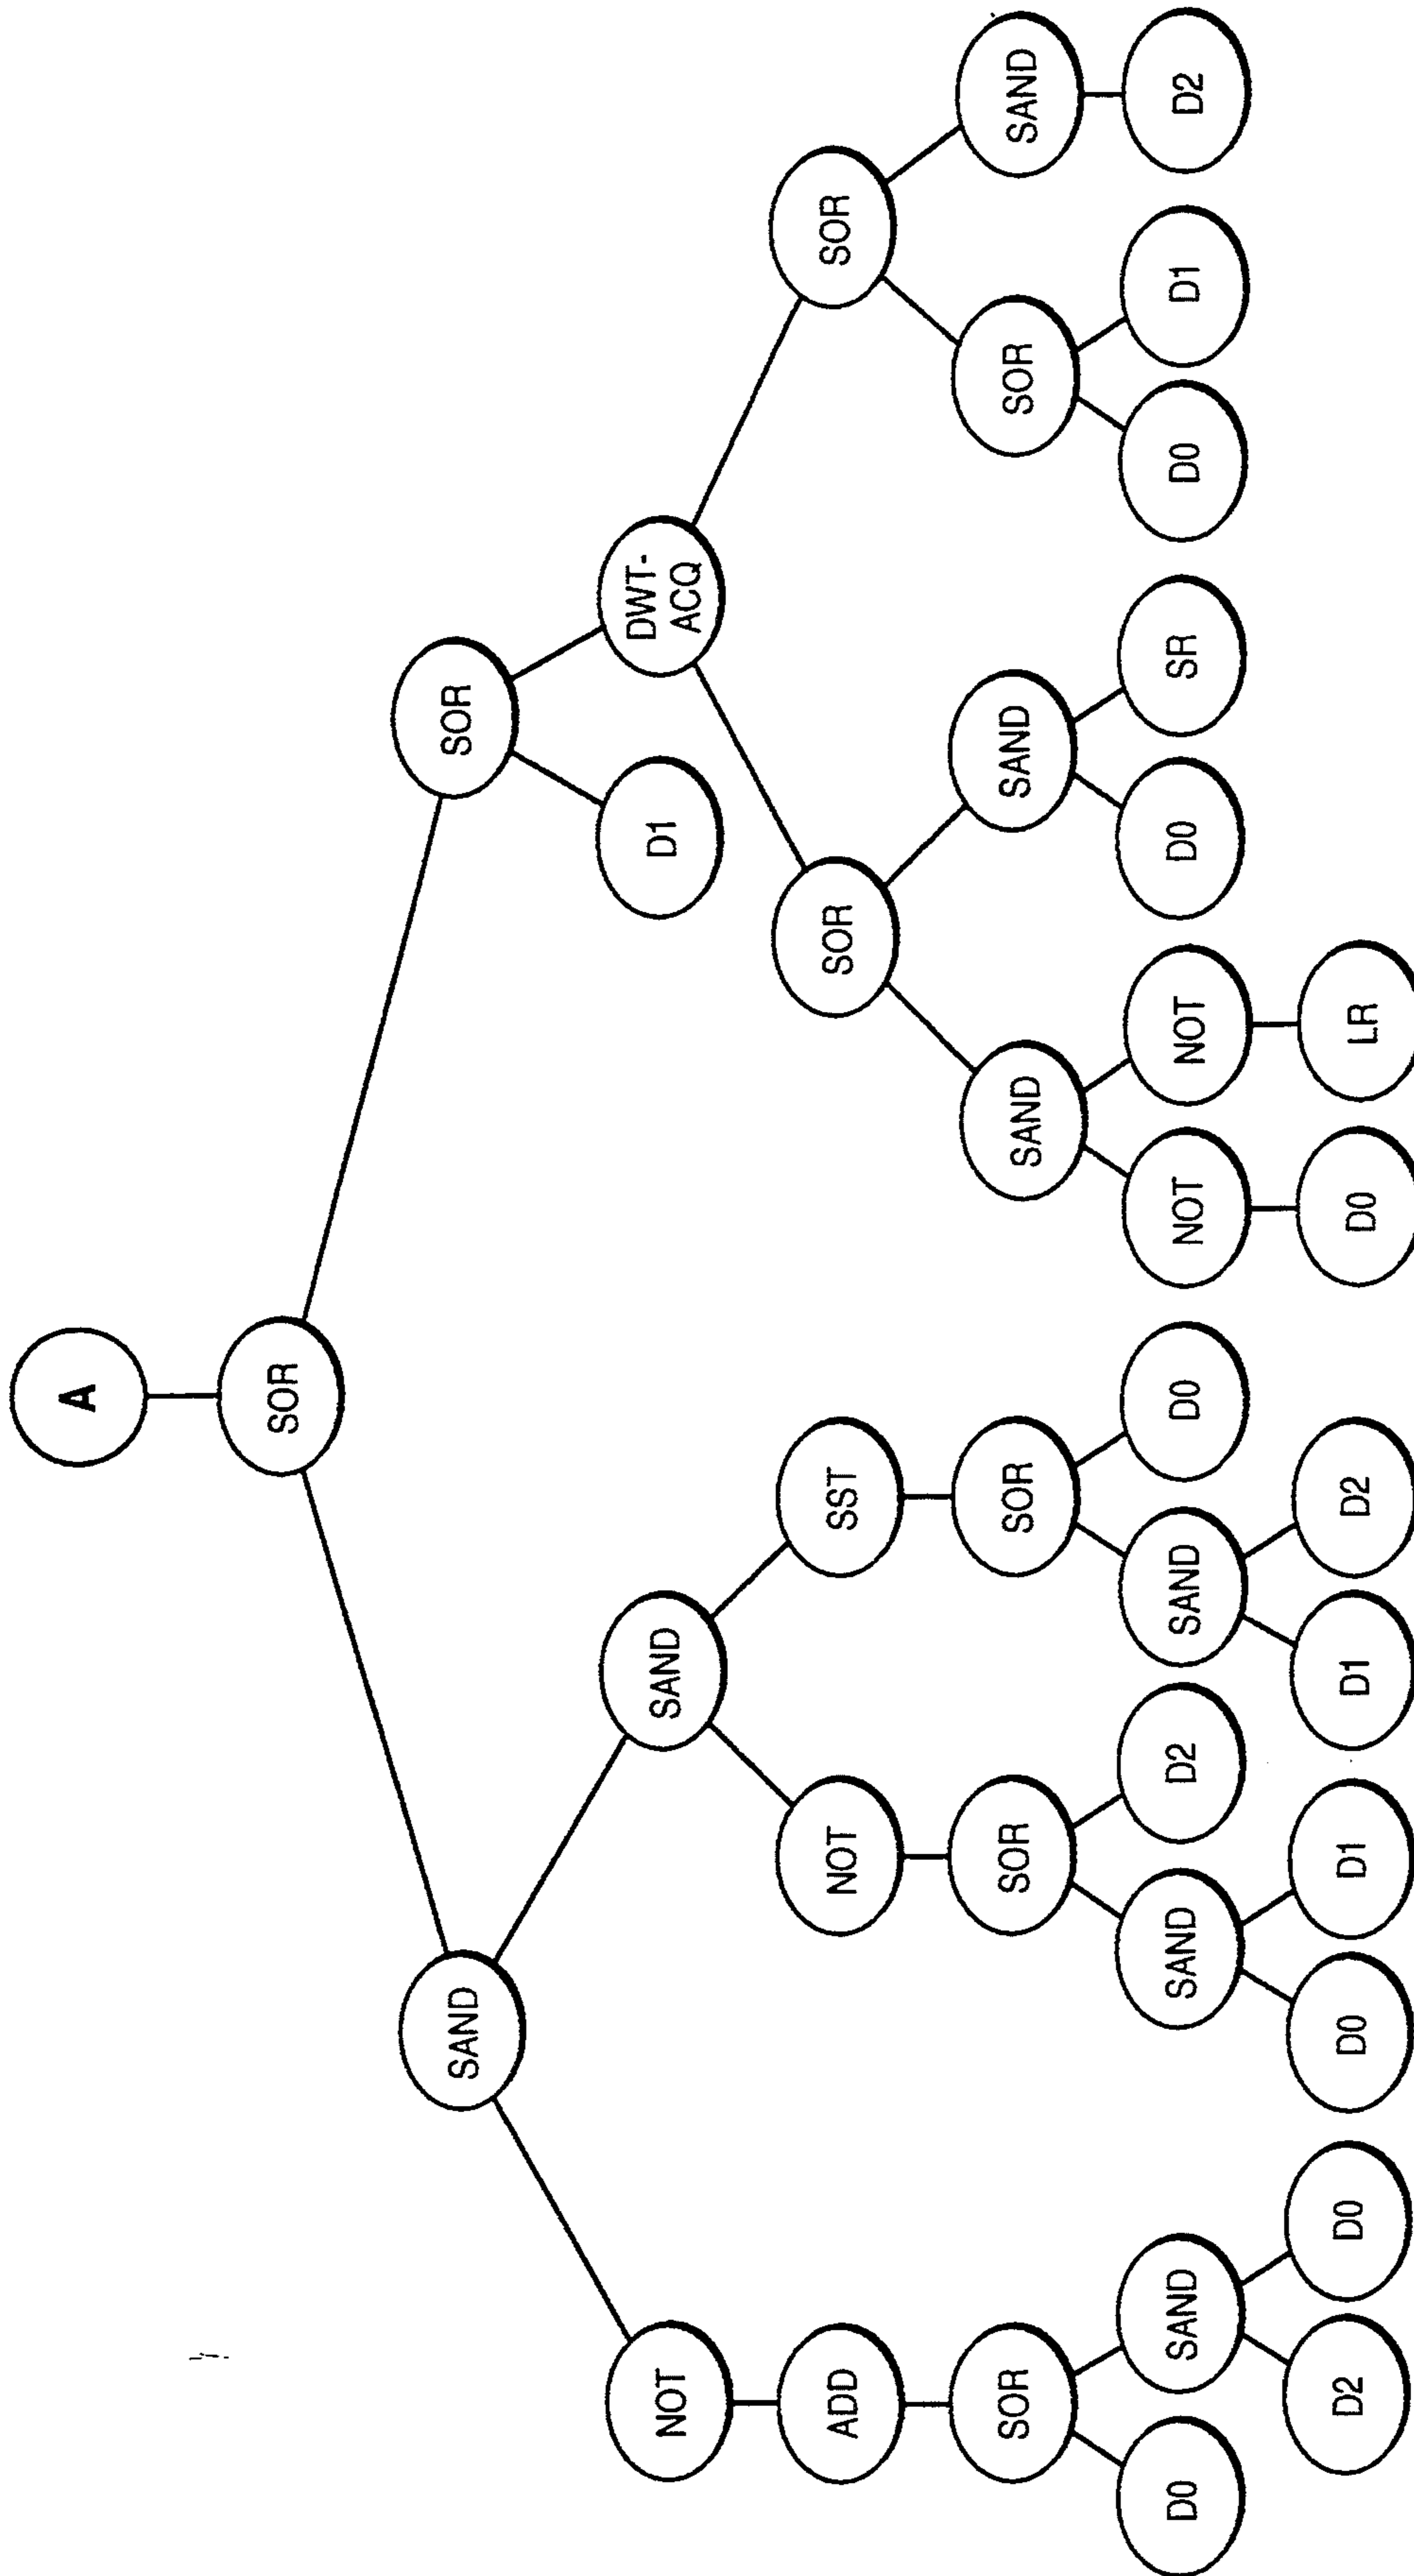 A
SOR
SAND
SOR
NOT
SAND
D1
DWT-
ACQ
ADD
NOT
SST
SOR
SOR
SOR
SOR
SOR
SAND
SAND
SOR
SAND
D0
SAND
SAND
D2
SAND
D0
NOT
NOT
D0
SR
D0
D1
D2
D2
D0
D0
D1
D1
D2
D0
LR